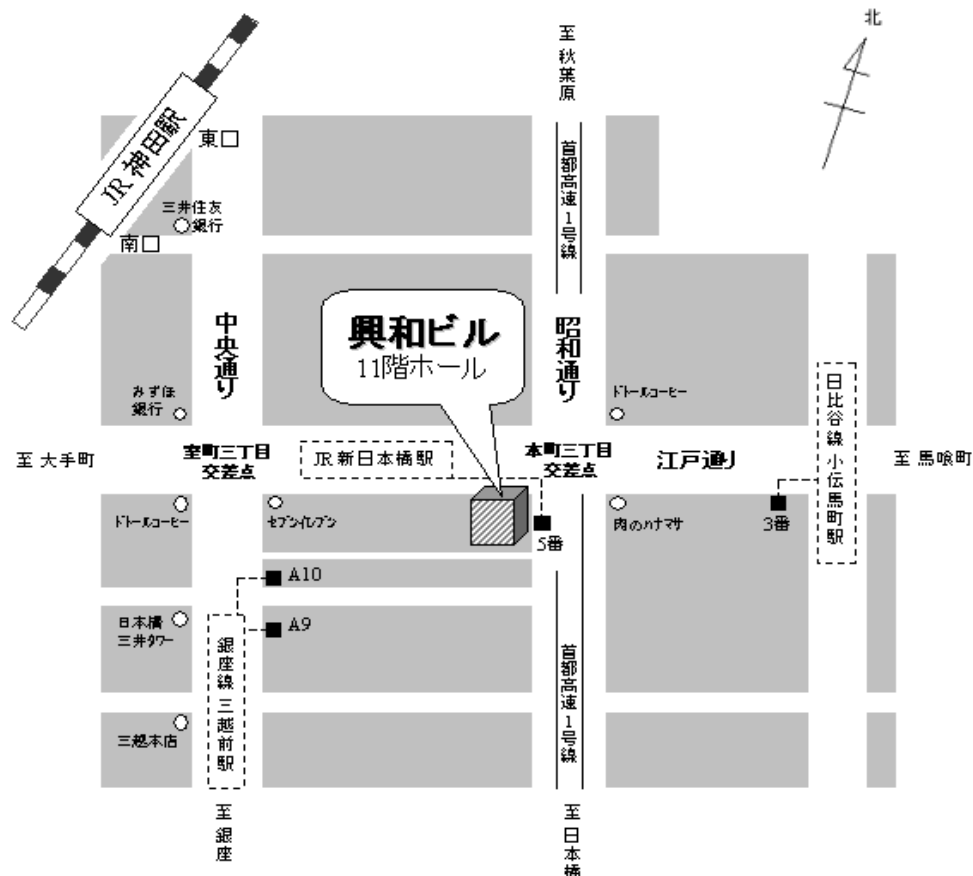 北
至 秋葉原
JR 神田駅
東口
首都高速1号線
三井住友
銀行
南口
中央通り
興和ビル
11階ホール
昭和通り
みずほ
銀行
ドトールコーヒー
日比谷線 小伝馬町駅
至 大手町
室町三丁目
交差点
JR 新日本橋駅
本町三丁目
交差点
江戸通り
至 馬喰町
ドトールコーヒー
セブンイレブン
5番
肉のハナマサ
3番
A10
A9
日本橋
三井タワー
銀座線 三越前駅
首都高速1号線
三越本店
至 銀座
至 日本橋